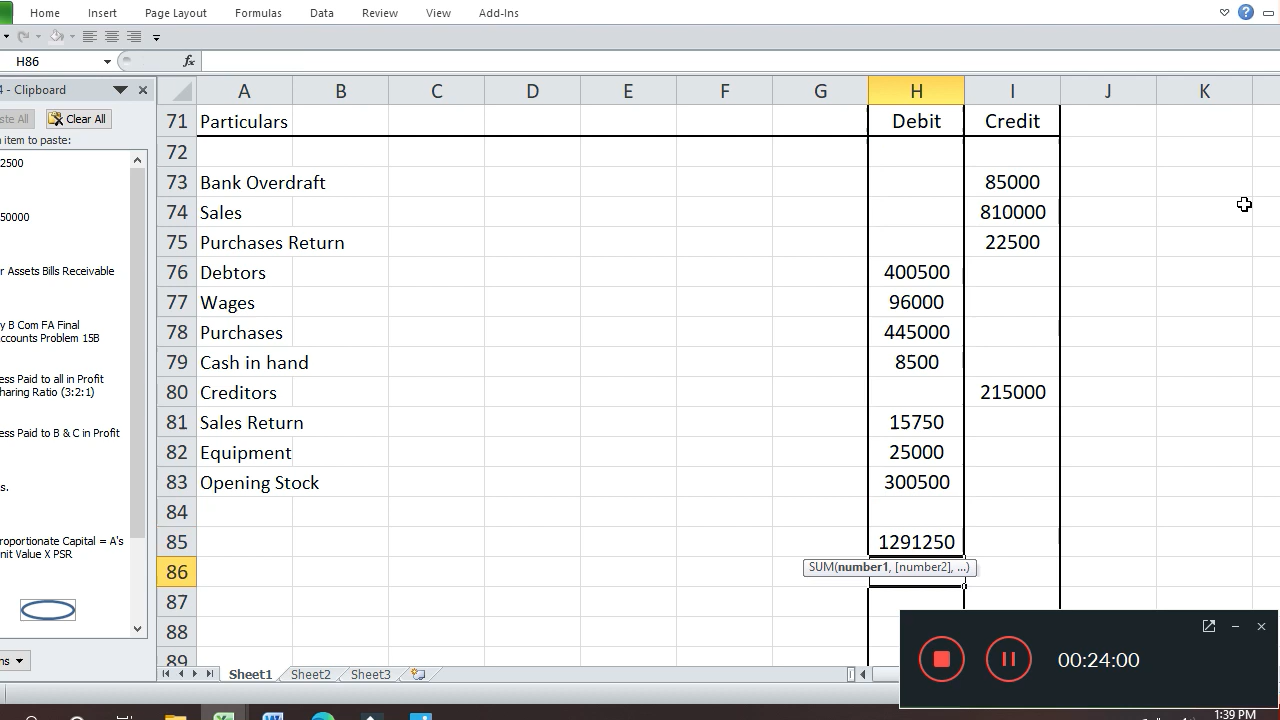 Home Insert Page Layout Formulas Data Review View Add-Ins
H86 fx
4 - Clipboard
Clear All
item to paste:
2500
50000
r Assets Bills Receivable
y B Com FA Final
ccounts Problem 15B
ess Paid to all in Profit
haring Ratio (3:2:1)
ess Paid to B & C in Profit
s.
roportionate Capital = A's
nit Value X PSR
A B C D E F G H I J K
71 Particulars Debit Credit
72
73 Bank Overdraft 85000
74 Sales 810000
75 Purchases Return 22500
76 Debtors 400500
77 Wages 96000
78 Purchases 445000
79 Cash in hand 8500
80 Creditors 215000
81 Sales Return 15750
82 Equipment 25000
83 Opening Stock 300500
84
85 1291250
86 SUM(number1, [number2], ...)
87
88
89
Sheet1 Sheet2 Sheet3
00:24:00
1:39 PM